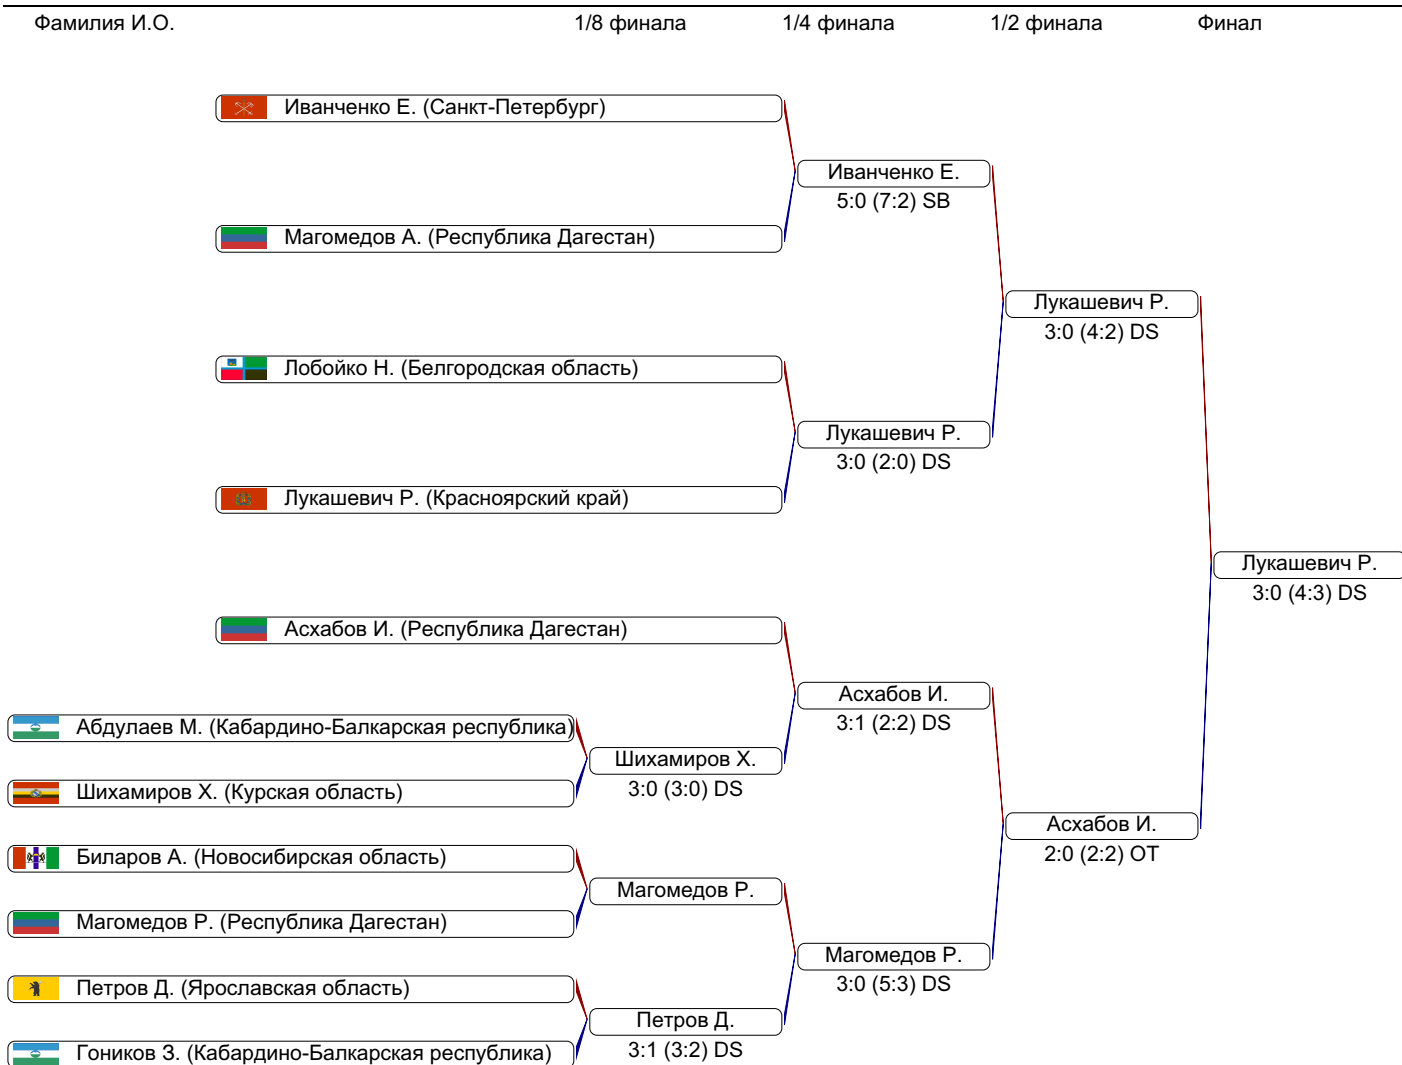 Фамилия И.О. 1/8 финала 1/4 финала 1/2 финала Финал
Иванченко Е. (Санкт-Петербург)
Иванченко Е.
5:0 (7:2) SB
Магомедов А. (Республика Дагестан)
Лукашевич Р.
3:0 (4:2) DS
Лобойко Н. (Белгородская область)
Лукашевич Р.
3:0 (2:0) DS
Лукашевич Р. (Красноярский край)
Лукашевич Р.
3:0 (4:3) DS
Асхабов И. (Республика Дагестан)
Асхабов И.
3:1 (2:2) DS
Абдулаев М. (Кабардино-Балкарская республика)
Шихамиров Х.
3:0 (3:0) DS
Шихамиров Х. (Курская область)
Асхабов И.
2:0 (2:2) OT
Биларов А. (Новосибирская область)
Магомедов Р.
Магомедов Р. (Республика Дагестан)
Магомедов Р.
3:0 (5:3) DS
Петров Д. (Ярославская область)
Петров Д.
3:1 (3:2) DS
Гоников З. (Кабардино-Балкарская республика)